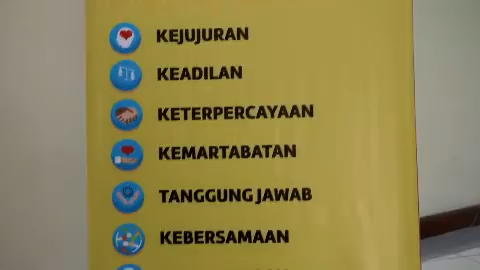 KEJUJURAN
KEADILAN
KETERPERCAYAAN
KEMARTABATAN
TANGGUNG JAWAB
KEBERSAMAAN